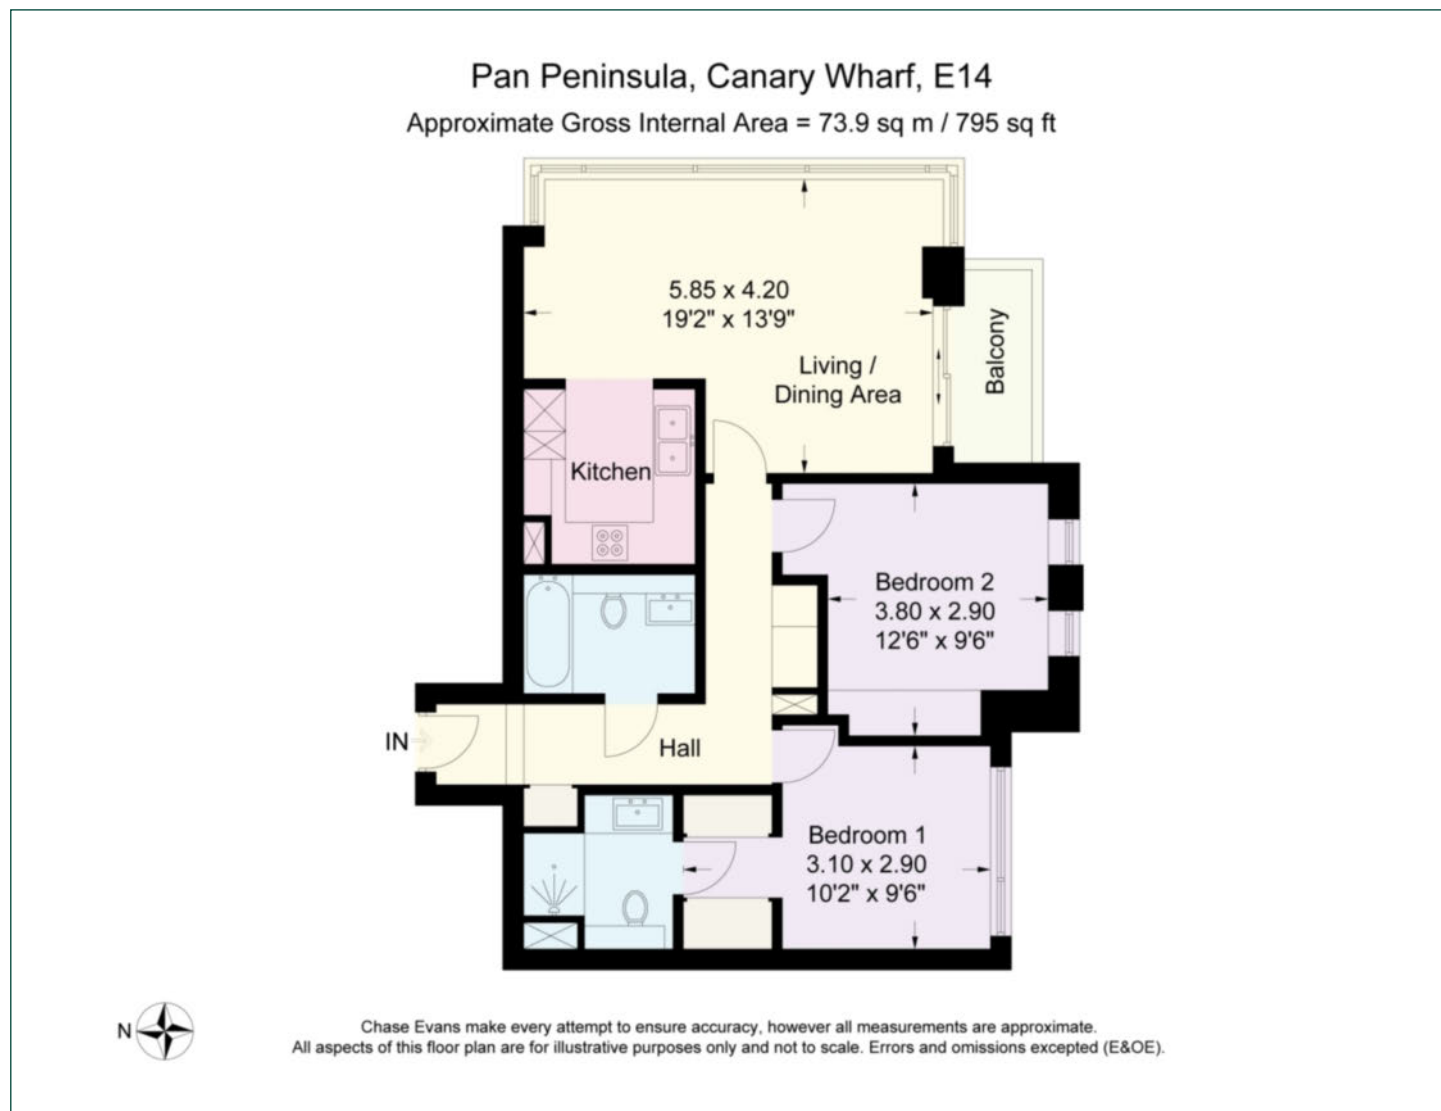 Pan Peninsula, Canary Wharf, E14
Approximate Gross Internal Area = 73.9 sq m / 795 sq ft
5.85 x 4.20
19'2" x 13'9"
Living /
Dining Area
Balcony
Kitchen
Bedroom 2
3.80 x 2.90
12'6" x 9'6"
IN
Hall
Bedroom 1
3.10 x 2.90
10'2" x 9'6"
N
Chase Evans make every attempt to ensure accuracy, however all measurements are approximate.
All aspects of this floor plan are for illustrative purposes only and not to scale. Errors and omissions excepted (E&OE).